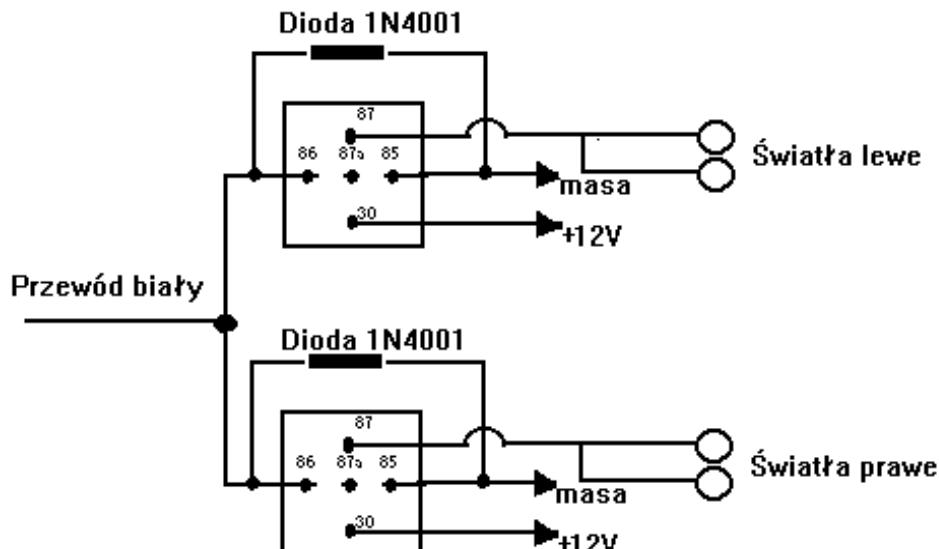 Dioda 1N4001
87
86 87a 85
Światła lewe
masa
30
+12V
Przewód biały
Dioda 1N4001
87
86 87a 85
Światła prawe
masa
30
+12V